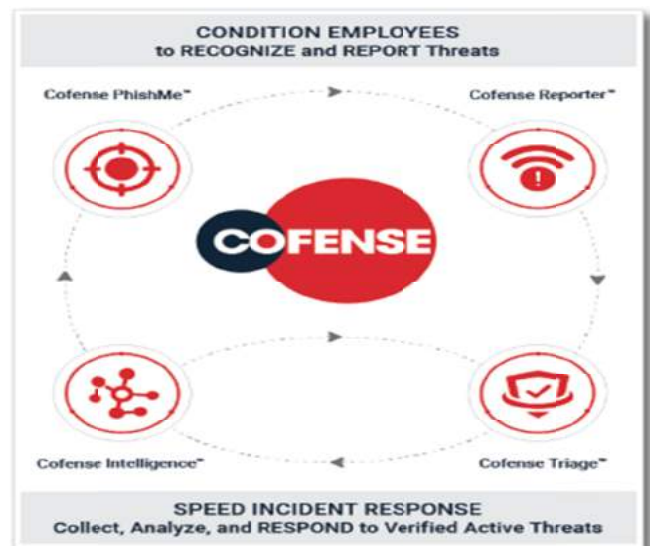 CONDITION EMPLOYEES
to RECOGNIZE and REPORT Threats
Cofense PhishMe™
Cofense Reporter™
!
COFENSE
Cofense Intelligence™
Cofense Triage™
SPEED INCIDENT RESPONSE
Collect, Analyze, and RESPOND to Verified Active Threats